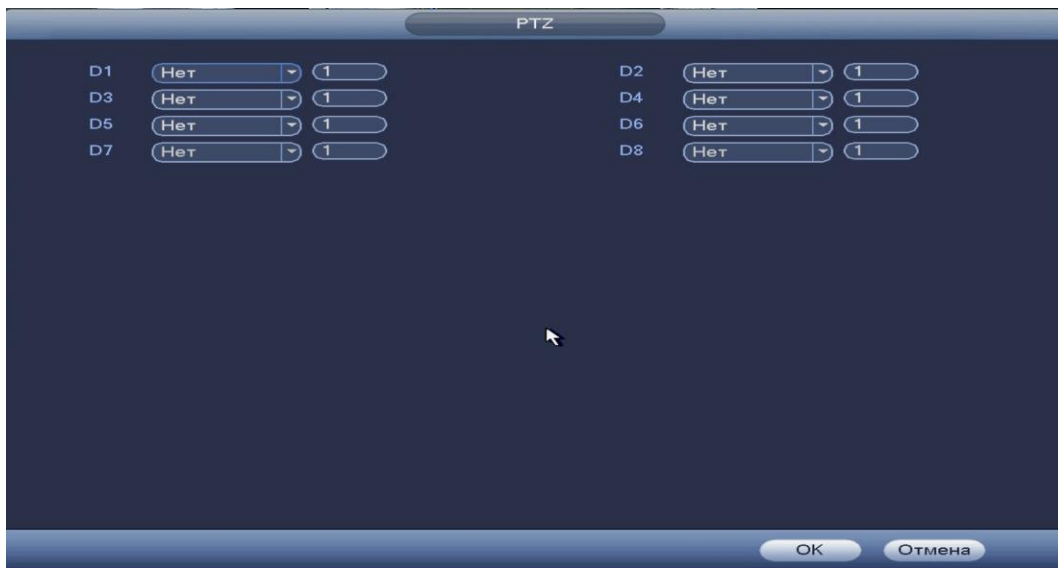 PTZ
D1 Нет 1 D2 Нет 1
D3 Нет 1 D4 Нет 1
D5 Нет 1 D6 Нет 1
D7 Нет 1 D8 Нет 1
OK Отмена